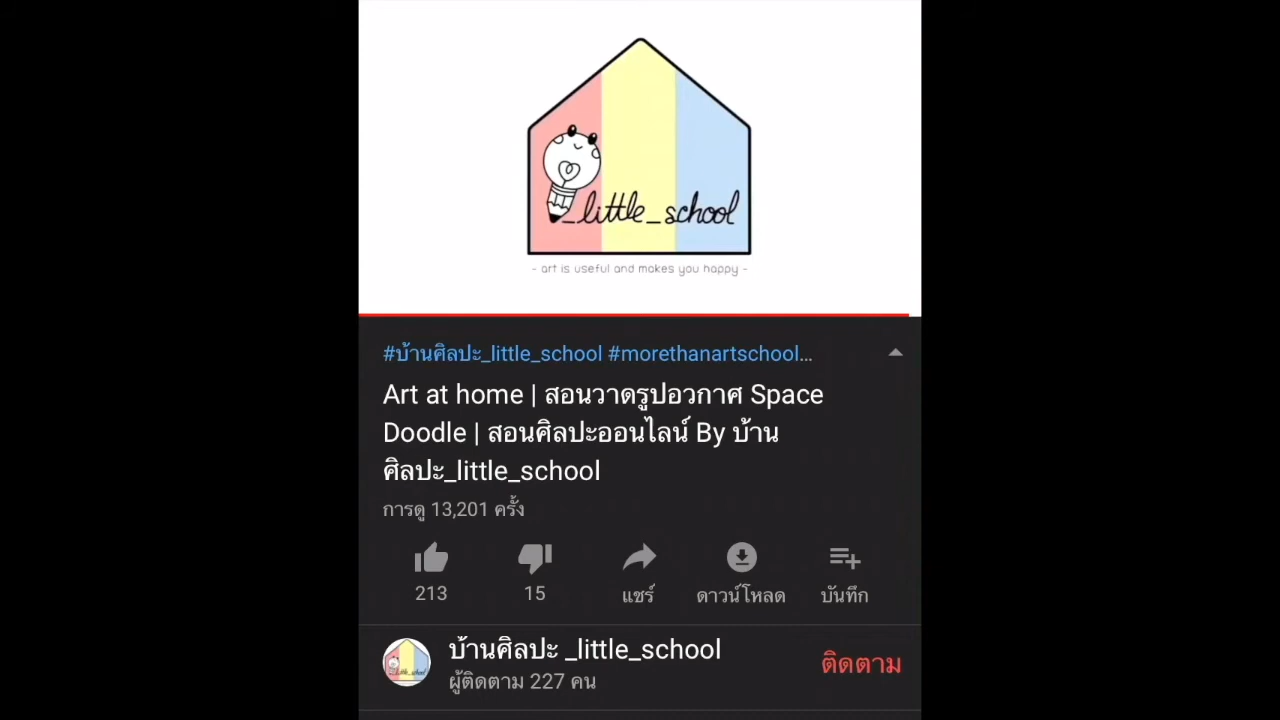 _little_school
- art is useful and makes you happy -
#บ้านศิลปะ_little_school #morethanartschool...
Art at home | สอนวาดรูปอวกาศ Space
Doodle | สอนศิลปะออนไลน์ By บ้าน
ศิลปะ_little_school
การดู 13,201 ครั้ง
213 15 แชร์ ดาวน์โหลด บันทึก
บ้านศิลปะ _little_school
ผู้ติดตาม 227 คน
ติดตาม